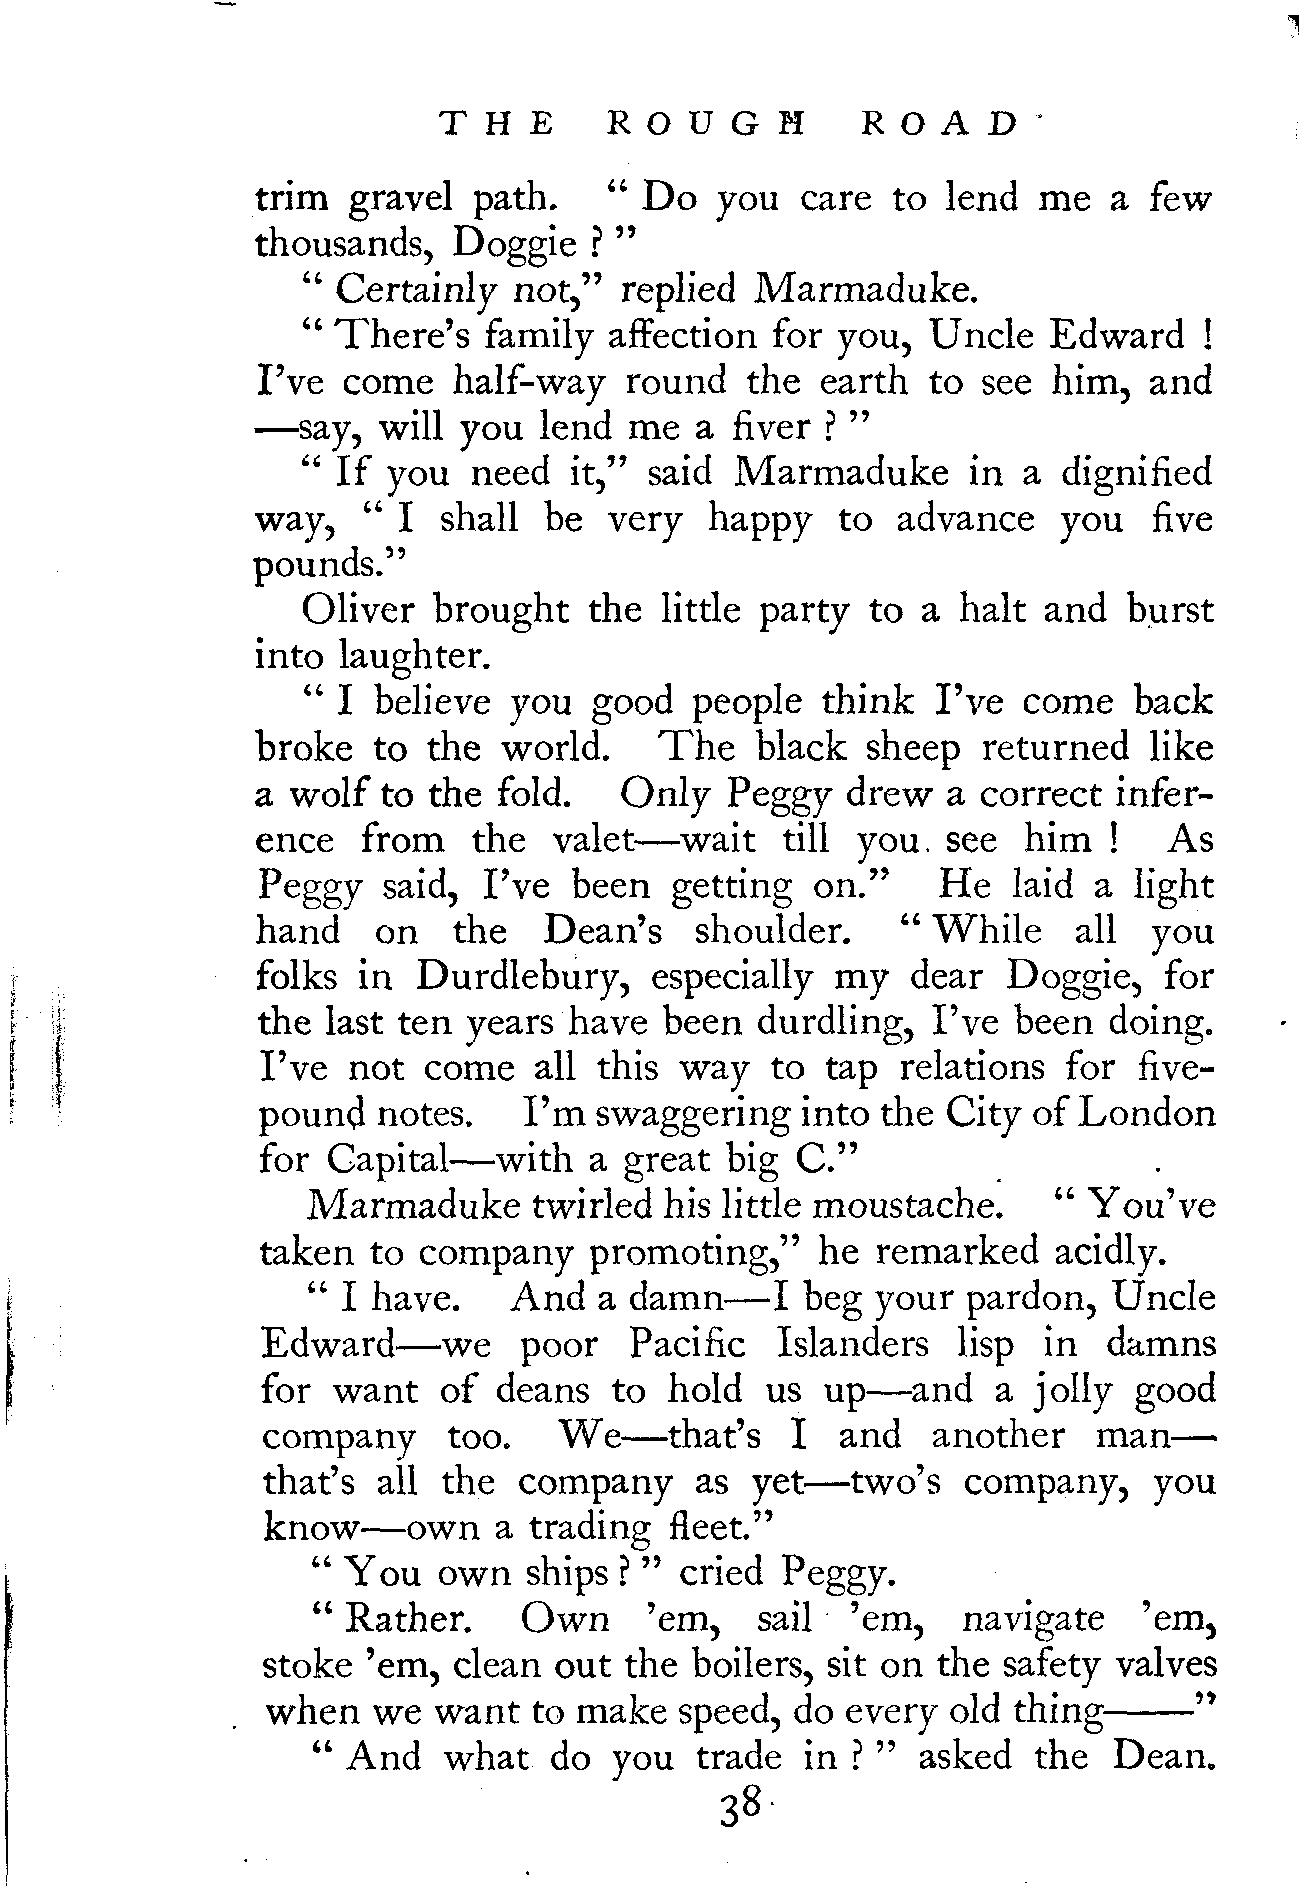 THE ROUGH ROAD
trim gravel path. “ Do you care to lend me a few
thousands, Doggie ? ”
“ Certainly not,” replied Marmaduke.
“ There’s family affection for you, Uncle Edward !
I’ve come half-way round the earth to see him, and
—say, will you lend me a fiver ? ”
“ If you need it,” said Marmaduke in a dignified
way, “ I shall be very happy to advance you five
pounds.”
Oliver brought the little party to a halt and burst
into laughter.
“ I believe you good people think I’ve come back
broke to the world. The black sheep returned like
a wolf to the fold. Only Peggy drew a correct infer-
ence from the valet—wait till you see him ! As
Peggy said, I’ve been getting on.” He laid a light
hand on the Dean’s shoulder. “ While all you
folks in Durdlebury, especially my dear Doggie, for
the last ten years have been durdling, I’ve been doing.
I’ve not come all this way to tap relations for five-
pound notes. I’m swaggering into the City of London
for Capital—with a great big C.”
Marmaduke twirled his little moustache. “ You’ve
taken to company promoting,” he remarked acidly.
“ I have. And a damn—I beg your pardon, Uncle
Edward—we poor Pacific Islanders lisp in damns
for want of deans to hold us up—and a jolly good
company too. We—that’s I and another man—
that’s all the company as yet—two’s company, you
know—own a trading fleet.”
“ You own ships ? ” cried Peggy.
“ Rather. Own ’em, sail ’em, navigate ’em,
stoke ’em, clean out the boilers, sit on the safety valves
when we want to make speed, do every old thing——”
“ And what do you trade in ? ” asked the Dean.
38